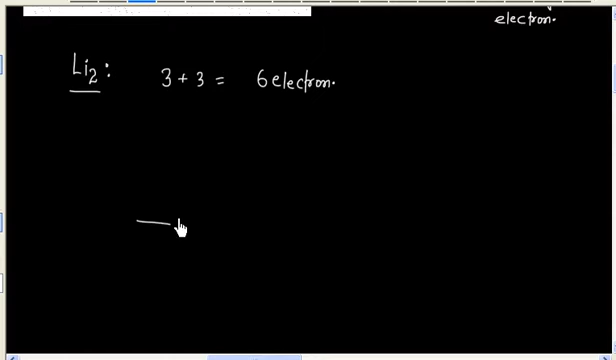 electron.
Li2 : 3 + 3 = 6 electron.